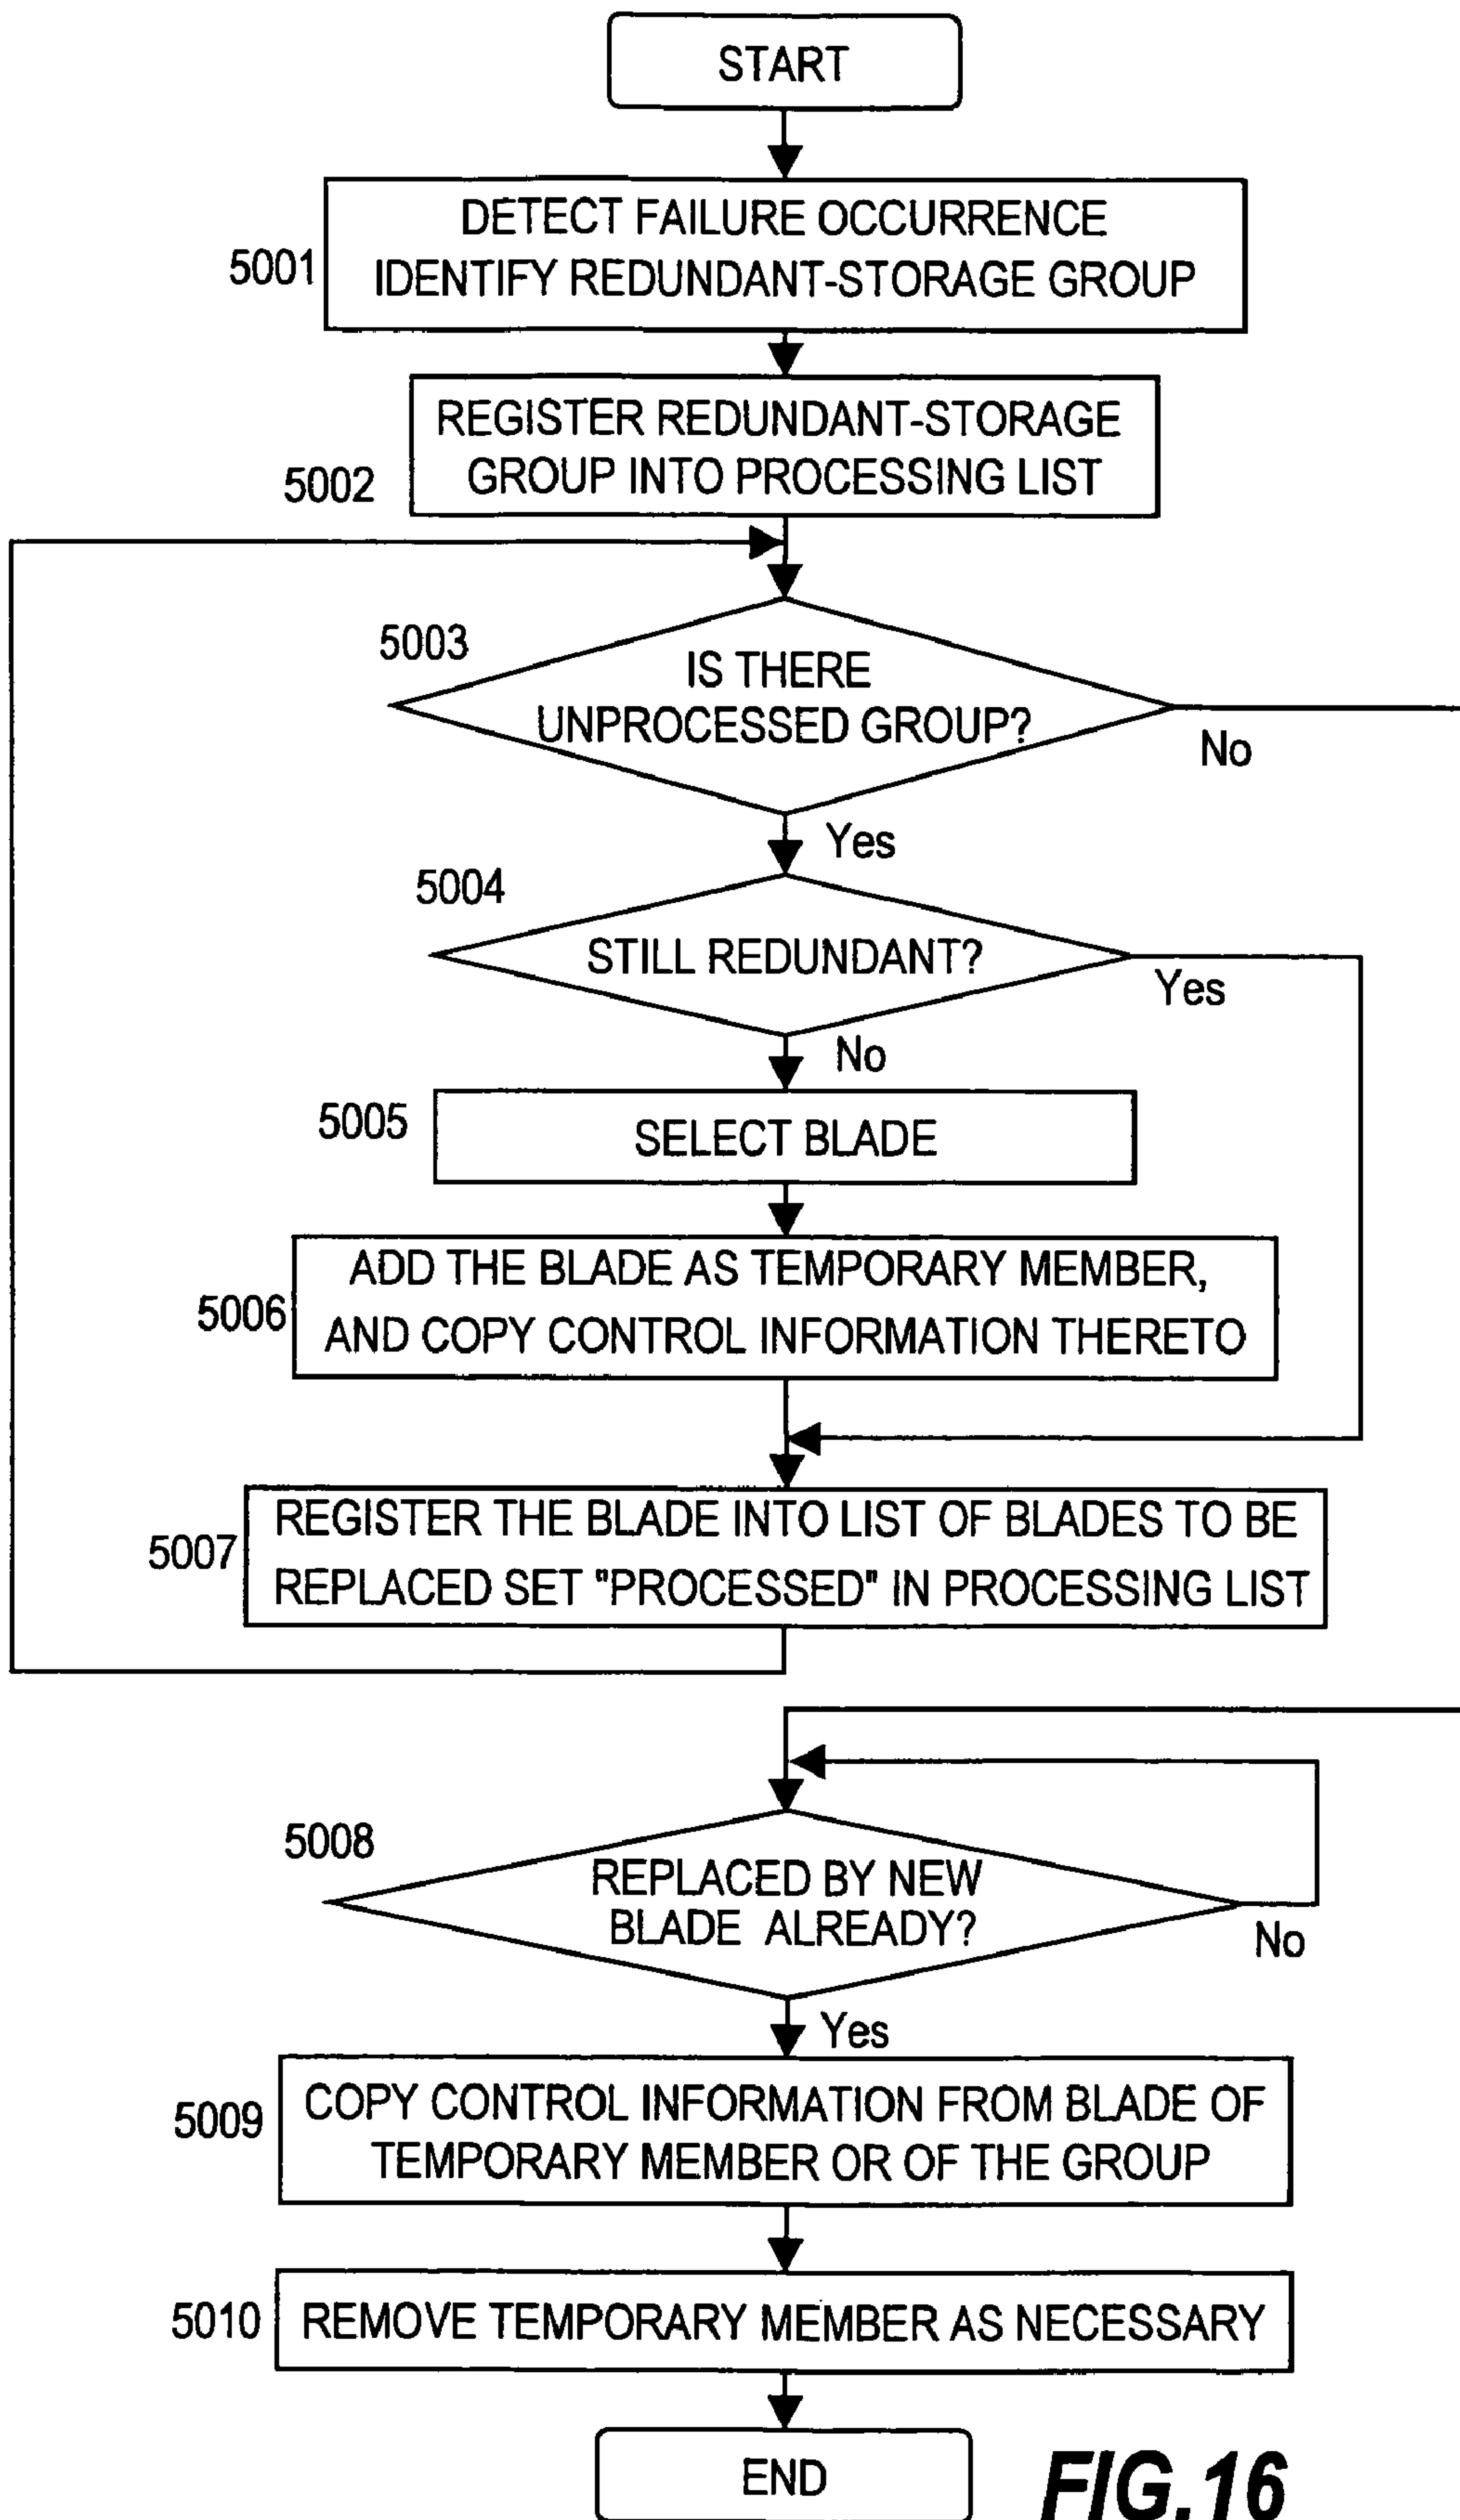 START
DETECT FAILURE OCCURRENCE
IDENTIFY REDUNDANT-STORAGE GROUP
5001
REGISTER REDUNDANT-STORAGE
GROUP INTO PROCESSING LIST
5002
5003
IS THERE
UNPROCESSED GROUP?
No
Yes
5004
STILL REDUNDANT?
Yes
No
5005
SELECT BLADE
ADD THE BLADE AS TEMPORARY MEMBER,
5006
AND COPY CONTROL INFORMATION THERETO
REGISTER THE BLADE INTO LIST OF BLADES TO BE
5007
REPLACED SET "PROCESSED" IN PROCESSING LIST
5008
REPLACED BY NEW
BLADE ALREADY?
No
Yes
COPY CONTROL INFORMATION FROM BLADE OF
5009
TEMPORARY MEMBER OR OF THE GROUP
5010
REMOVE TEMPORARY MEMBER AS NECESSARY
END
FIG.16